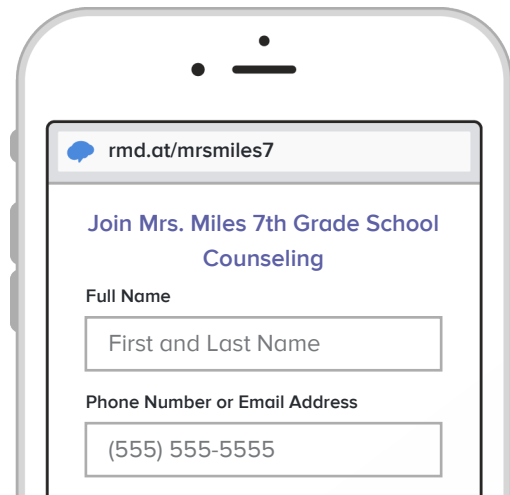 rmd.at/mrsmiles7
Join Mrs. Miles 7th Grade School
Counseling
Full Name
First and Last Name
Phone Number or Email Address
(555) 555-5555